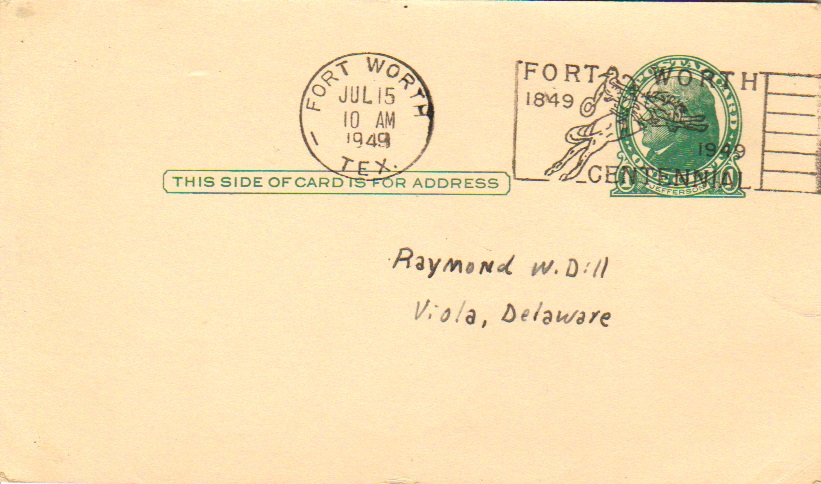 FORT WORTH
JUL 15
10 AM
1949
TEX.
FORT WORTH
1849
1949
CENTENNIAL
THIS SIDE OF CARD IS FOR ADDRESS
JEFFERSON
Raymond W. Dill
Viola, Delaware